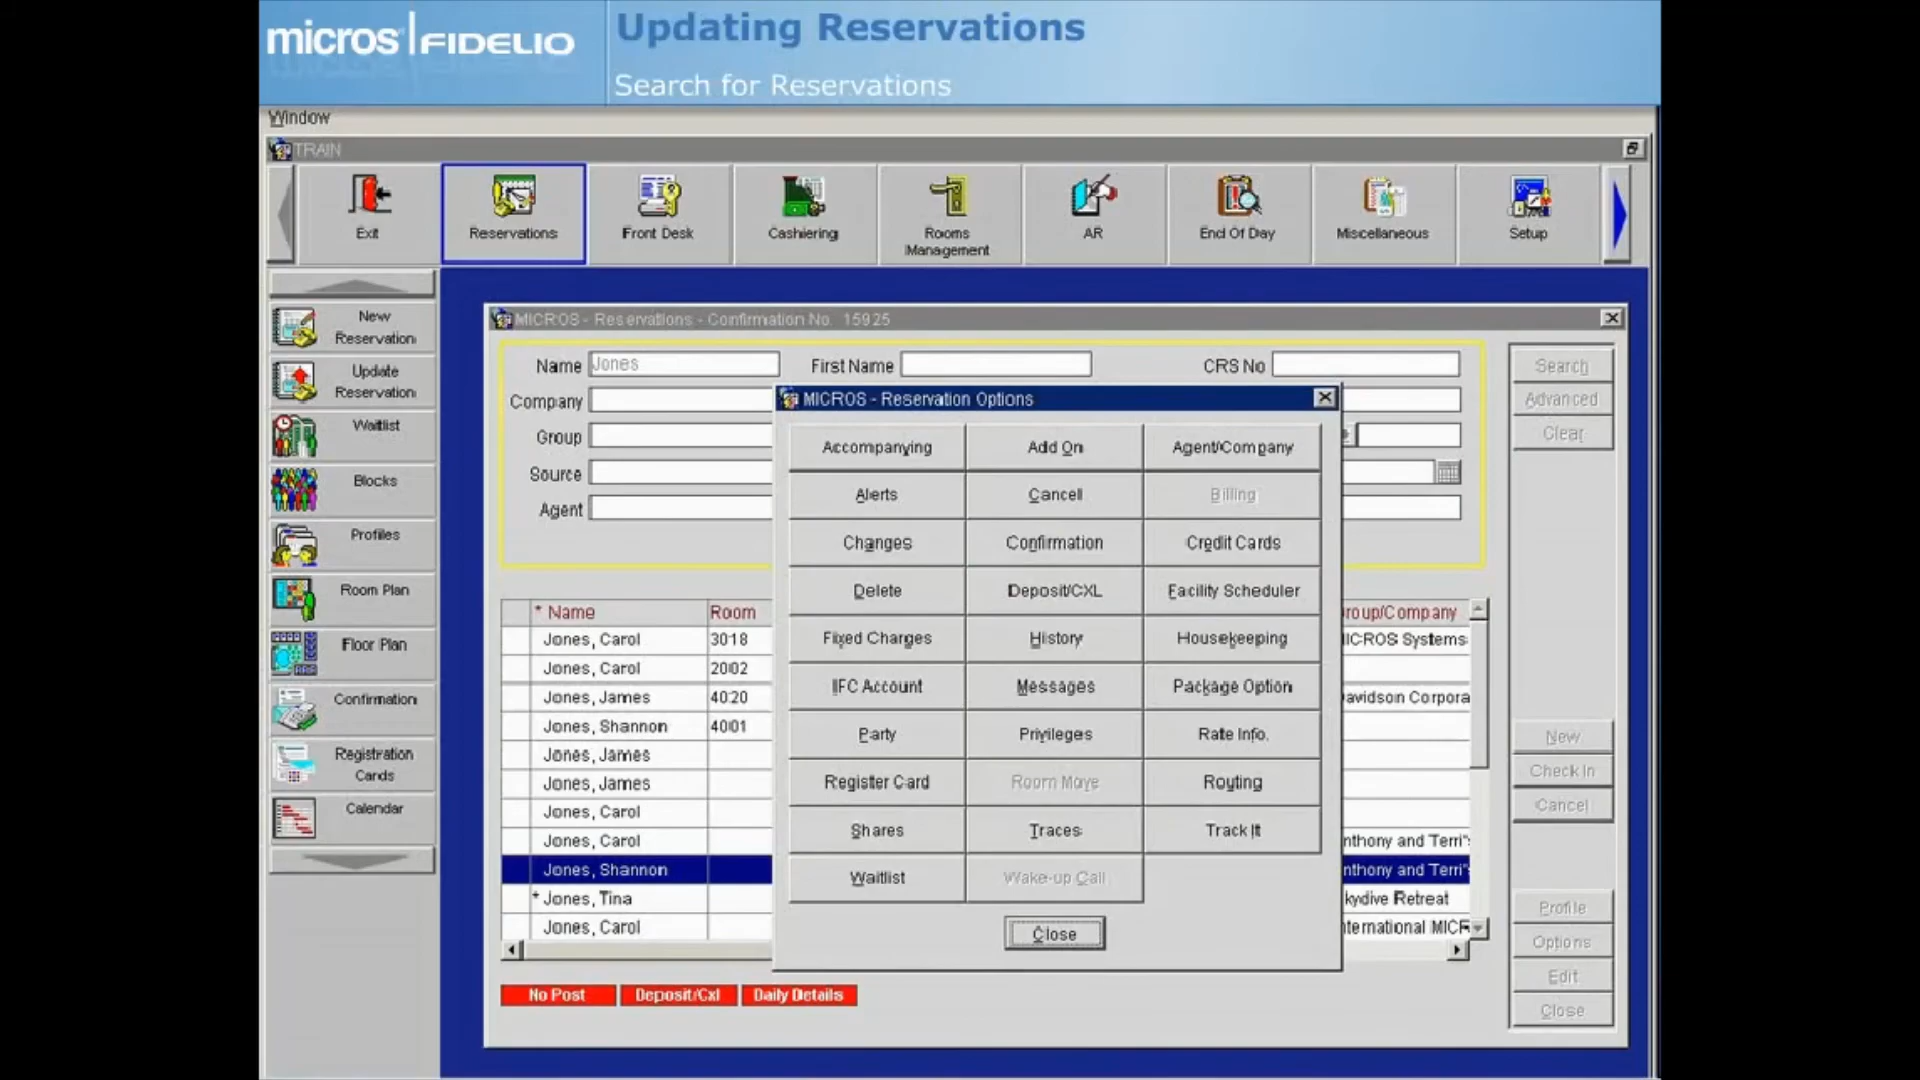 micros FIDELIO
Updating Reservations
Search for Reservations
Window
TRAIN
Exit
Reservations
Front Desk
Cashiering
Rooms
Management
AR
End Of Day
Miscellaneous
Setup
New
Reservation
Update
Reservation
Waitlist
Blocks
Profiles
Room Plan
Floor Plan
Confirmation
Registration
Cards
Calendar
MICROS - Reservations - Confirmation No. 15925
Name Jones First Name CRS No
Company
Group
Source
Agent
Search
Advanced
Clear
MICROS - Reservation Options
Accompanying Add On Agent/Company
Alerts Cancel Billing
Changes Confirmation Credit Cards
Delete Deposit/CXL Facility Scheduler
Fixed Charges History Housekeeping
IFC Account Messages Package Option
Party Privileges Rate Info.
Register Card Room Move Routing
Shares Traces Track It
Waitlist Wake-up Call
Close
* Name Room roup/Company
Jones, Carol 3018 ICROS Systems
Jones, Carol 2002
Jones, James 4020 avidson Corpora
Jones, Shannon 4001
Jones, James
Jones, James
Jones, Carol
Jones, Carol nthony and Terri"s
Jones, Shannon nthony and Terri"s
* Jones, Tina kydive Retreat
Jones, Carol ternational MICR
New
Check In
Cancel
Profile
Options
Edit
Close
No Post Deposit/Cxl Daily Details